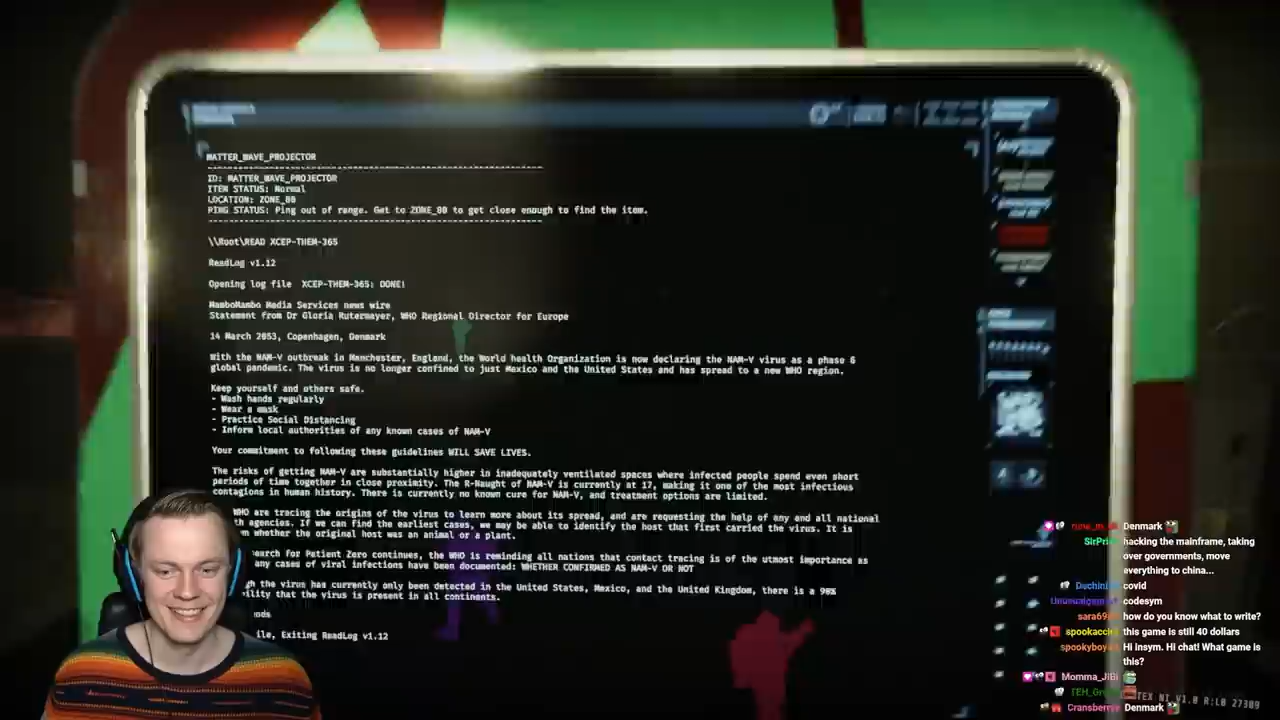 MATTER_WAVE_PROJECTOR
ID: MATTER_WAVE_PROJECTOR
ITEM STATUS: Normal
LOCATION: ZONE_80
PING STATUS: Ping out of range. Get to ZONE_80 to get close enough to find the item.
\\Root\READ XCEP-THEM-365
ReadLog v1.12
Opening log file XCEP-THEM-365: DONE!
MamboMambo Media Services news wire
Statement from Dr Gloria Rutermayer, WHO Regional Director for Europe
14 March 2053, Copenhagen, Denmark
With the NAM-V outbreak in Manchester, England, the World health Organization is now declaring the NAM-V virus as a phase 6
global pandemic. The virus is no longer confined to just Mexico and the United States and has spread to a new WHO region.
Keep yourself and others safe.
- Wash hands regularly
- Wear a mask
- Practice Social Distancing
- Inform local authorities of any known cases of NAM-V
Your commitment to following these guidelines WILL SAVE LIVES.
The risks of getting NAM-V are substantially higher in inadequately ventilated spaces where infected people spend even short
periods of time together in close proximity. The R-Naught of NAM-V is currently at 17, making it one of the most infectious
contagions in human history. There is currently no known cure for NAM-V, and treatment options are limited.
WHO are tracing the origins of the virus to learn more about its spread, and are requesting the help of any and all national
agencies. If we can find the earliest cases, we may be able to identify the host that first carried the virus. It is
whether the original host was an animal or a plant.
continues, the WHO is reminding all nations that contact tracing is of the utmost importance as
any cases of viral infections have been documented: WHETHER CONFIRMED AS NAM-V OR NOT
the virus has currently only been detected in the United States, Mexico, and the United Kingdom, there is a 98%
that the virus is present in all continents.
Exiting ReadLog v1.12
Denmark
hacking the mainframe, taking
over governments, move
everything to china...
covid
codesym
how do you know what to write?
this game is still 40 dollars
Hi insym. Hi chat! What game is
this?
Momma_JiBi
Denmark